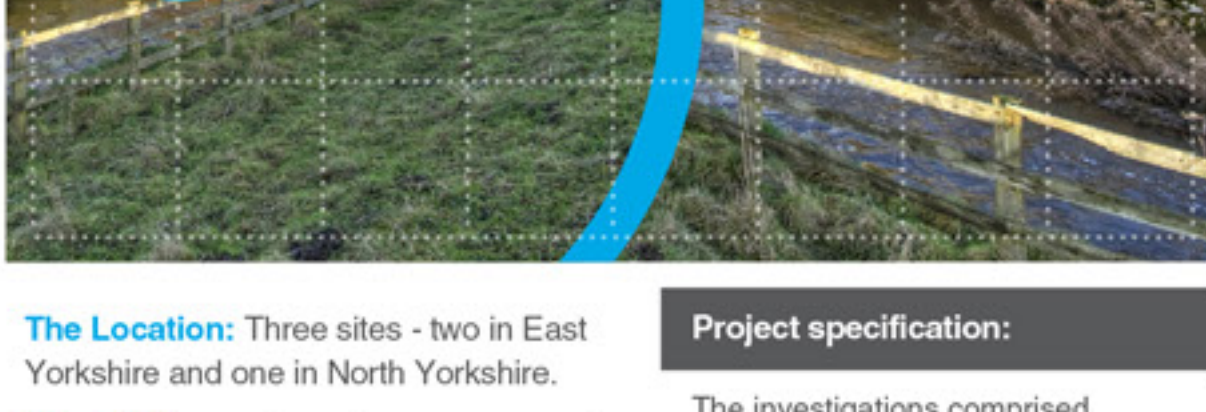 The Location: Three sites - two in East
Yorkshire and one in North Yorkshire.
Project specification:
The investigations comprised